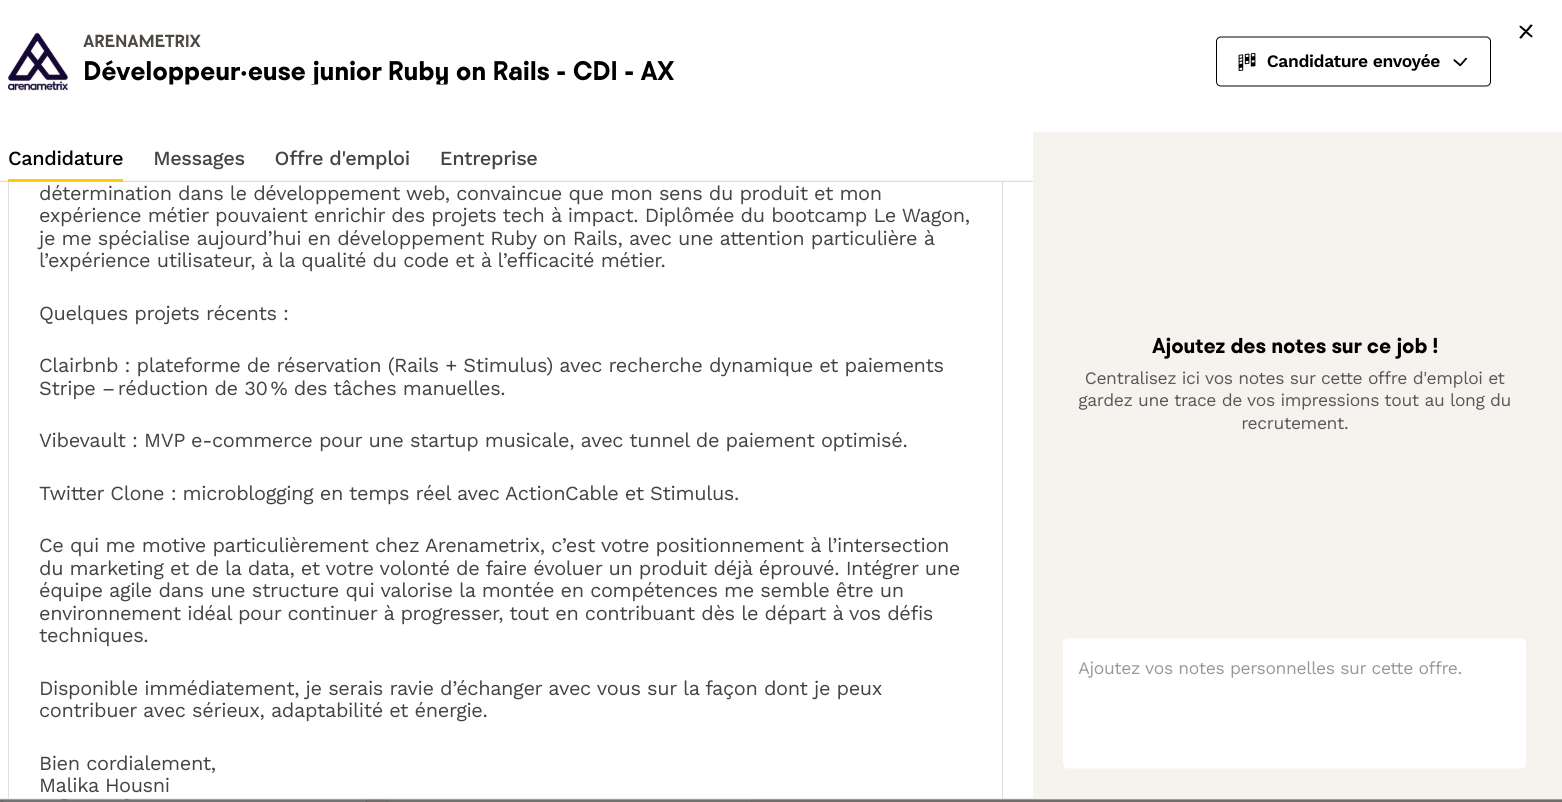 ARENAMETRIX
Développeur·euse junior Ruby on Rails - CDI - AX
arenametrix
Candidature envoyée
Candidature Messages Offre d'emploi Entreprise
détermination dans le développement web, convaincue que mon sens du produit et mon
expérience métier pouvaient enrichir des projets tech à impact. Diplômée du bootcamp Le Wagon,
je me spécialise aujourd’hui en développement Ruby on Rails, avec une attention particulière à
l’expérience utilisateur, à la qualité du code et à l’efficacité métier.
Quelques projets récents :
Clairbnb : plateforme de réservation (Rails + Stimulus) avec recherche dynamique et paiements
Stripe – réduction de 30 % des tâches manuelles.
Vibevault : MVP e-commerce pour une startup musicale, avec tunnel de paiement optimisé.
Twitter Clone : microblogging en temps réel avec ActionCable et Stimulus.
Ce qui me motive particulièrement chez Arenametrix, c’est votre positionnement à l’intersection
du marketing et de la data, et votre volonté de faire évoluer un produit déjà éprouvé. Intégrer une
équipe agile dans une structure qui valorise la montée en compétences me semble être un
environnement idéal pour continuer à progresser, tout en contribuant dès le départ à vos défis
techniques.
Disponible immédiatement, je serais ravie d’échanger avec vous sur la façon dont je peux
contribuer avec sérieux, adaptabilité et énergie.
Bien cordialement,
Malika Housni
Ajoutez des notes sur ce job !
Centralisez ici vos notes sur cette offre d'emploi et
gardez une trace de vos impressions tout au long du
recrutement.
Ajoutez vos notes personnelles sur cette offre.